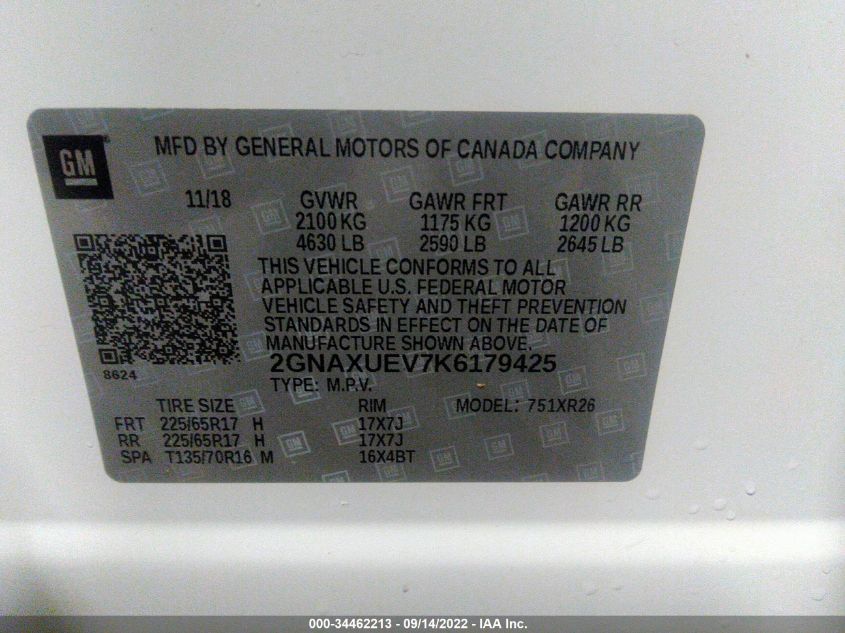 GM
MFD BY GENERAL MOTORS OF CANADA COMPANY
11/18 GVWR GAWR FRT GAWR RR
2100 KG 1175 KG 1200 KG
4630 LB 2590 LB 2645 LB
THIS VEHICLE CONFORMS TO ALL
APPLICABLE U.S. FEDERAL MOTOR
VEHICLE SAFETY AND THEFT PREVENTION
STANDARDS IN EFFECT ON THE DATE OF
MANUFACTURE SHOWN ABOVE.
8624
2GNAXUEV7K6179425
TYPE: M.P.V.
TIRE SIZE RIM MODEL: 751XR26
FRT 225/65R17 H 17X7J
RR 225/65R17 H 17X7J
SPA T135/70R16 M 16X4BT
000-34462213 - 09/14/2022 - IAA Inc.